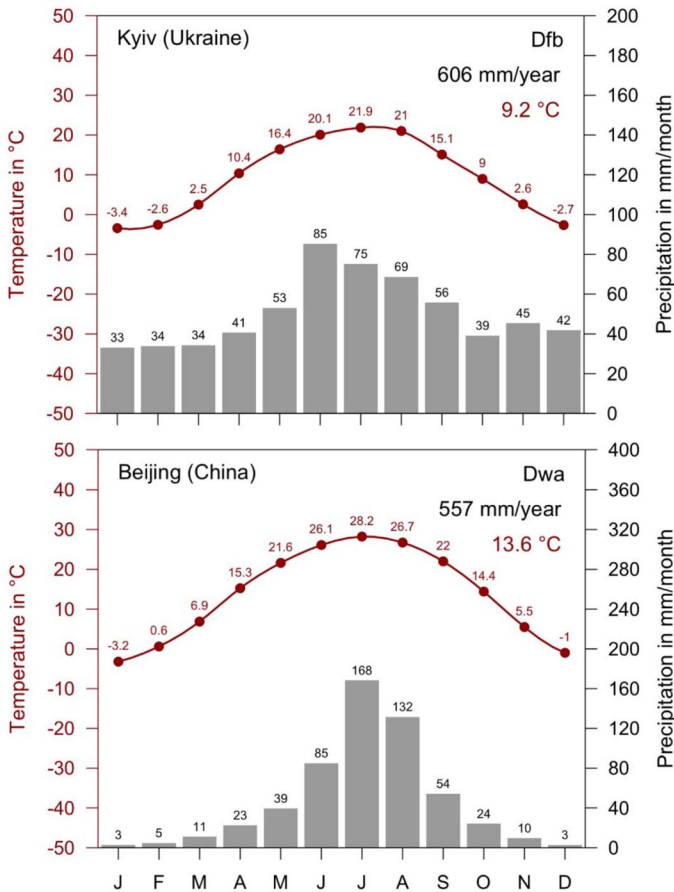 Kyiv (Ukraine)
Dfb
606 mm/year
9.2 °C
Temperature in °C
50
40
30
20
10
0
-10
-20
-30
-40
-50
Precipitation in mm/month
200
180
160
140
120
100
80
60
40
20
0
-3.4 -2.6 2.5 10.4 16.4 20.1 21.9 21 15.1 9 2.6 -2.7
33 34 34 41 53 85 75 69 56 39 45 42
Beijing (China)
Dwa
557 mm/year
13.6 °C
Temperature in °C
50
40
30
20
10
0
-10
-20
-30
-40
-50
Precipitation in mm/month
400
360
320
280
240
200
160
120
80
40
0
-3.2 0.6 6.9 15.3 21.6 26.1 28.2 26.7 22 14.4 5.5 -1
3 5 11 23 39 85 168 132 54 24 10 3
J F M A M J J A S O N D